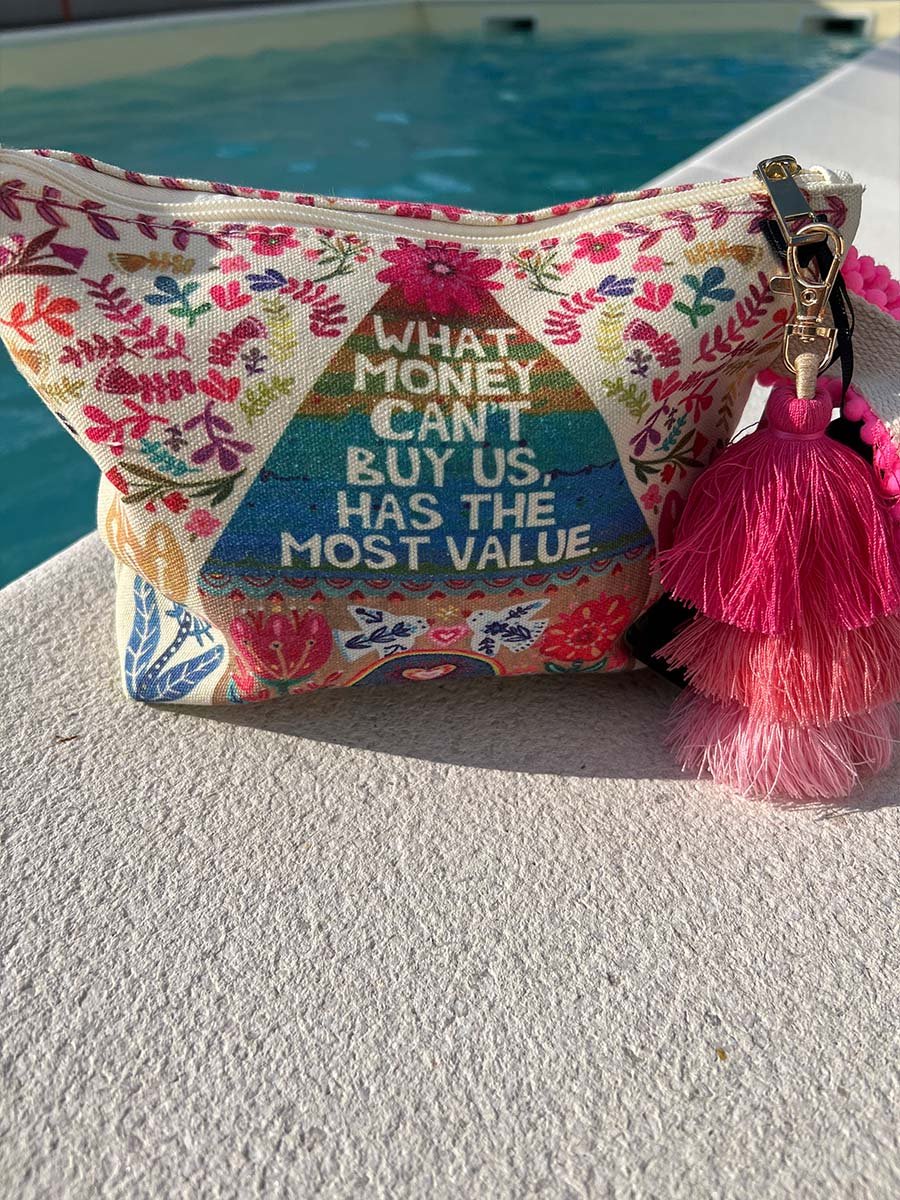 WHAT
MONEY
CAN'T
BUY US,
HAS THE
MOST VALUE.